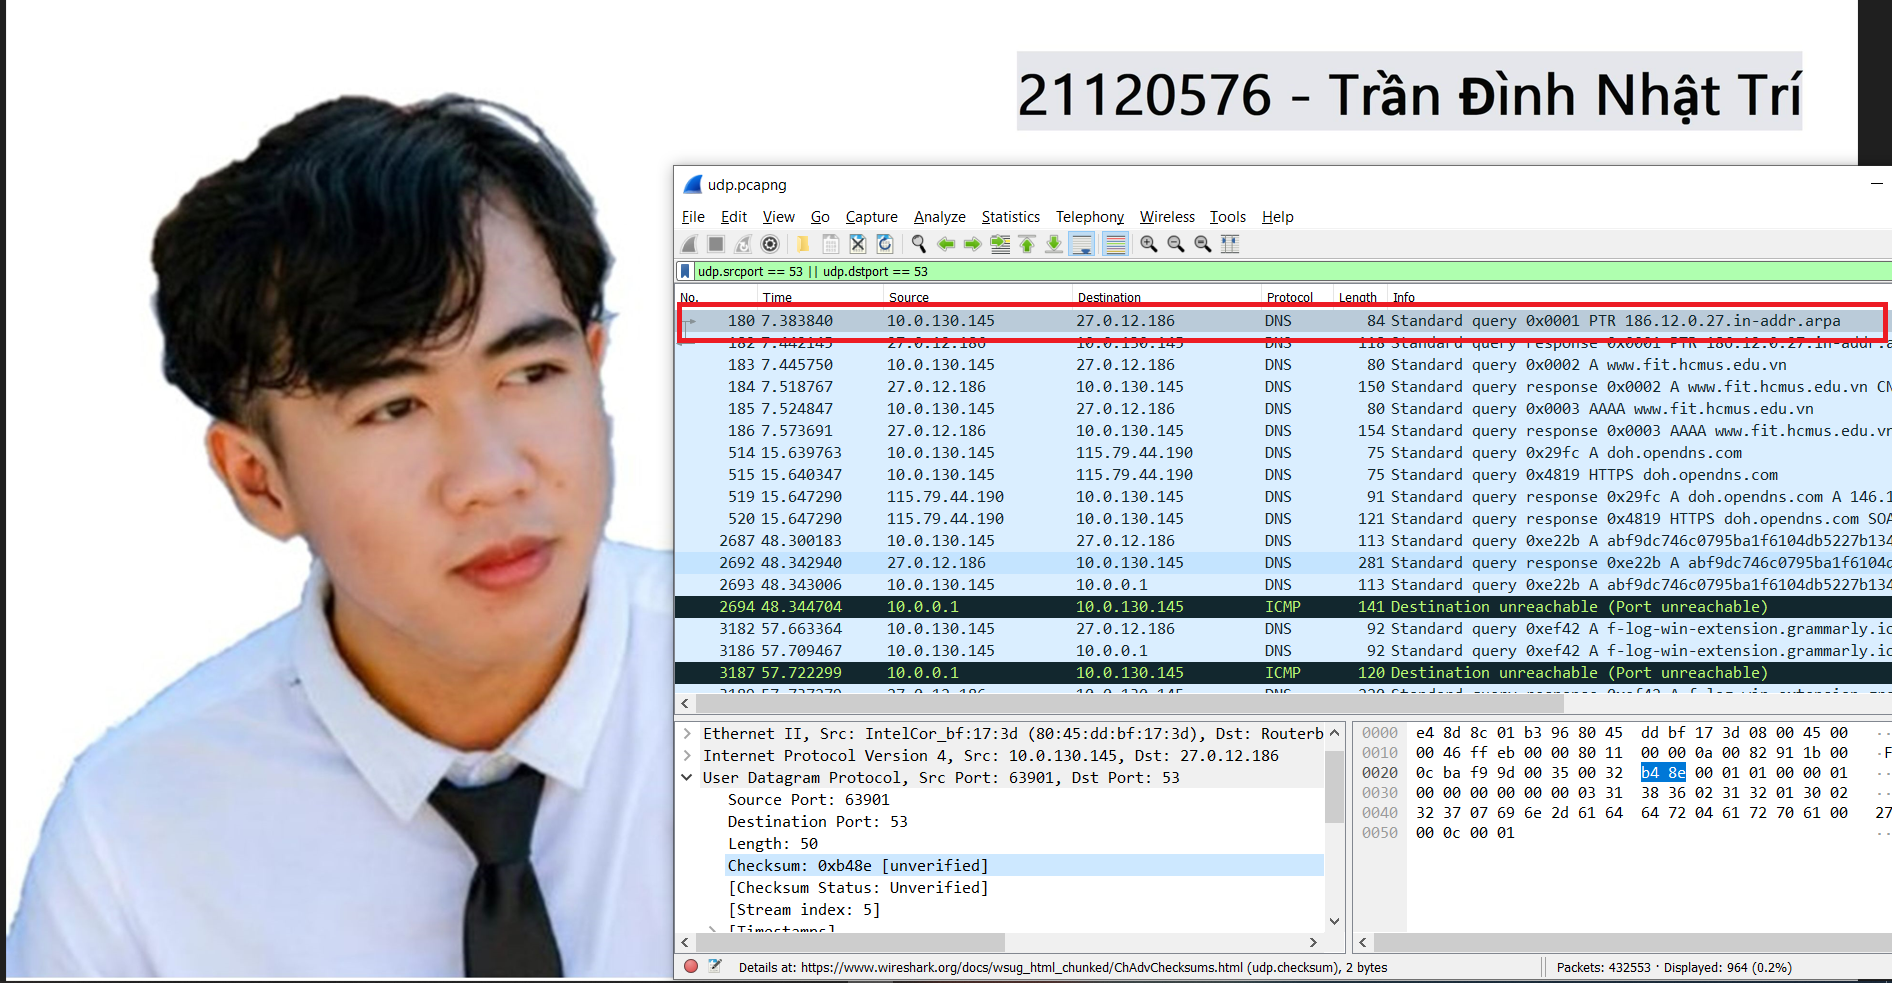 21120576 - Trần Đình Nhật Trí
udp.pcapng
File Edit View Go Capture Analyze Statistics Telephony Wireless Tools Help
udp.srcport == 53 || udp.dstport == 53
No. Time Source Destination Protocol Length Info
180 7.383840 10.0.130.145 27.0.12.186 DNS 84 Standard query 0x0001 PTR 186.12.0.27.in-addr.arpa
182 7.442145 27.0.12.186 10.0.130.145 DNS 118 Standard query response 0x0001 PTR 186.12.0.27.in-addr.a
183 7.445750 10.0.130.145 27.0.12.186 DNS 80 Standard query 0x0002 A www.fit.hcmus.edu.vn
184 7.518767 27.0.12.186 10.0.130.145 DNS 150 Standard query response 0x0002 A www.fit.hcmus.edu.vn CN
185 7.524847 10.0.130.145 27.0.12.186 DNS 80 Standard query 0x0003 AAAA www.fit.hcmus.edu.vn
186 7.573691 27.0.12.186 10.0.130.145 DNS 154 Standard query response 0x0003 AAAA www.fit.hcmus.edu.vn
514 15.639763 10.0.130.145 115.79.44.190 DNS 75 Standard query 0x29fc A doh.opendns.com
515 15.640347 10.0.130.145 115.79.44.190 DNS 75 Standard query 0x4819 HTTPS doh.opendns.com
519 15.647290 115.79.44.190 10.0.130.145 DNS 91 Standard query response 0x29fc A doh.opendns.com A 146.1
520 15.647290 115.79.44.190 10.0.130.145 DNS 121 Standard query response 0x4819 HTTPS doh.opendns.com SOA
2687 48.300183 10.0.130.145 27.0.12.186 DNS 113 Standard query 0xe22b A abf9dc746c0795ba1f6104db5227b134
2692 48.342940 27.0.12.186 10.0.130.145 DNS 281 Standard query response 0xe22b A abf9dc746c0795ba1f6104d
2693 48.343006 10.0.130.145 10.0.0.1 DNS 113 Standard query 0xe22b A abf9dc746c0795ba1f6104db5227b134
2694 48.344704 10.0.0.1 10.0.130.145 ICMP 141 Destination unreachable (Port unreachable)
3182 57.663364 10.0.130.145 27.0.12.186 DNS 92 Standard query 0xef42 A f-log-win-extension.grammarly.io
3186 57.709467 10.0.130.145 10.0.0.1 DNS 92 Standard query 0xef42 A f-log-win-extension.grammarly.io
3187 57.722299 10.0.0.1 10.0.130.145 ICMP 120 Destination unreachable (Port unreachable)
Ethernet II, Src: IntelCor_bf:17:3d (80:45:dd:bf:17:3d), Dst: Routerb
Internet Protocol Version 4, Src: 10.0.130.145, Dst: 27.0.12.186
User Datagram Protocol, Src Port: 63901, Dst Port: 53
Source Port: 63901
Destination Port: 53
Length: 50
Checksum: 0xb48e [unverified]
[Checksum Status: Unverified]
[Stream index: 5]
[Timestamps]
0000 e4 8d 8c 01 b3 96 80 45 dd bf 17 3d 08 00 45 00 ··
0010 00 46 ff eb 00 00 80 11 00 00 0a 00 82 91 1b 00 ·F
0020 0c ba f9 9d 00 35 00 32 b4 8e 00 01 01 00 00 01 ··
0030 00 00 00 00 00 00 03 31 38 36 02 31 32 01 30 02 ··
0040 32 37 07 69 6e 2d 61 64 64 72 04 61 72 70 61 00 27
0050 00 0c 00 01 ··
Details at: https://www.wireshark.org/docs/wsug_html_chunked/ChAdvChecksums.html (udp.checksum), 2 bytes
Packets: 432553 · Displayed: 964 (0.2%)